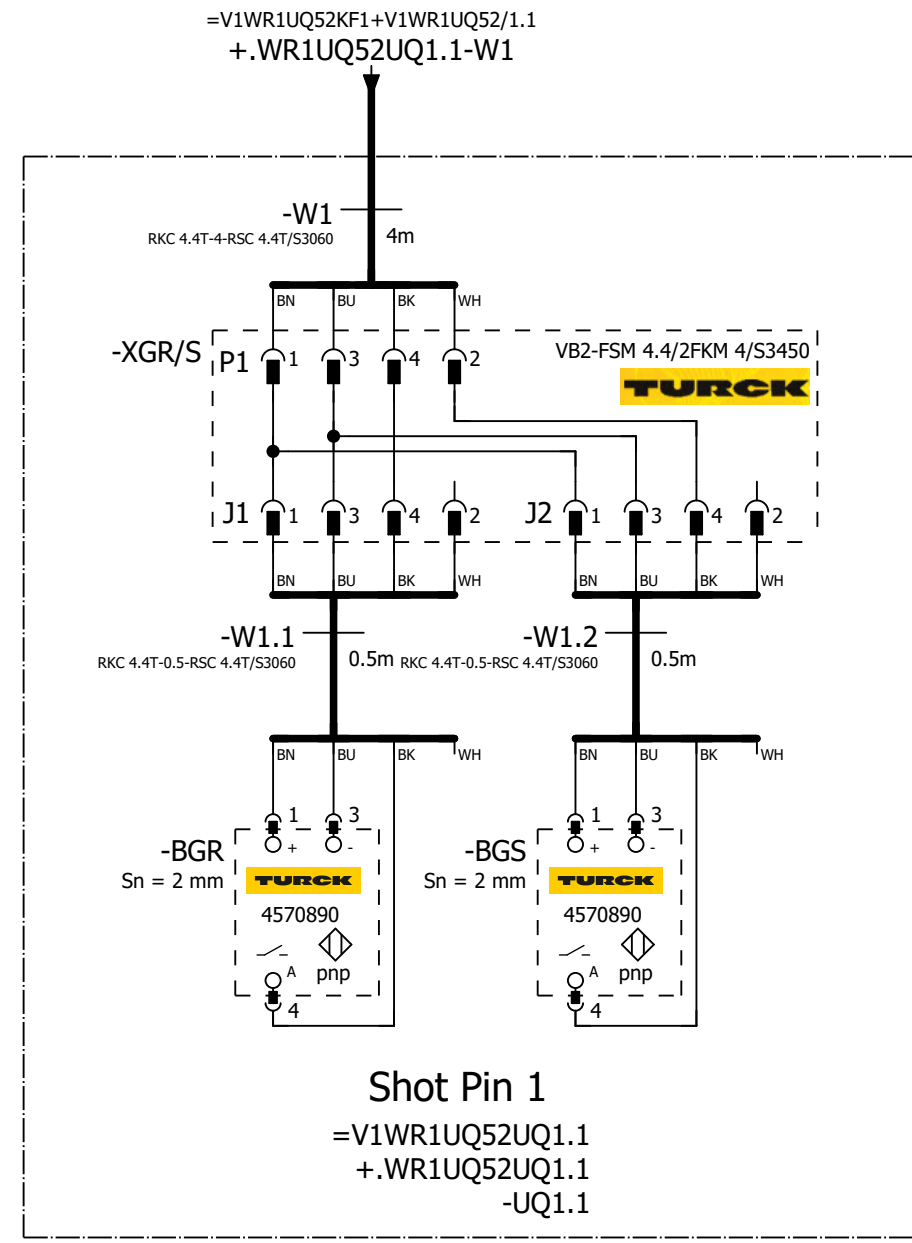 =V1WR1UQ52KF1+V1WR1UQ52/1.1
+.WR1UQ52UQ1.1-W1
-W1
RKC 4.4T-4-RSC 4.4T/S3060
4m
BN BU BK WH
-XGR/S
P1 1 3 4 2
VB2-FSM 4.4/2FKM 4/S3450
TURCK
J1 1 3 4 2
J2 1 3 4 2
BN BU BK WH
BN BU BK WH
-W1.1
RKC 4.4T-0.5-RSC 4.4T/S3060
0.5m
-W1.2
RKC 4.4T-0.5-RSC 4.4T/S3060
0.5m
BN BU BK WH
BN BU BK WH
1 3
-BGR
+ -
Sn = 2 mm
TURCK
4570890
A pnp
4
1 3
-BGS
+ -
Sn = 2 mm
TURCK
4570890
A pnp
4
Shot Pin 1
=V1WR1UQ52UQ1.1
+.WR1UQ52UQ1.1
-UQ1.1